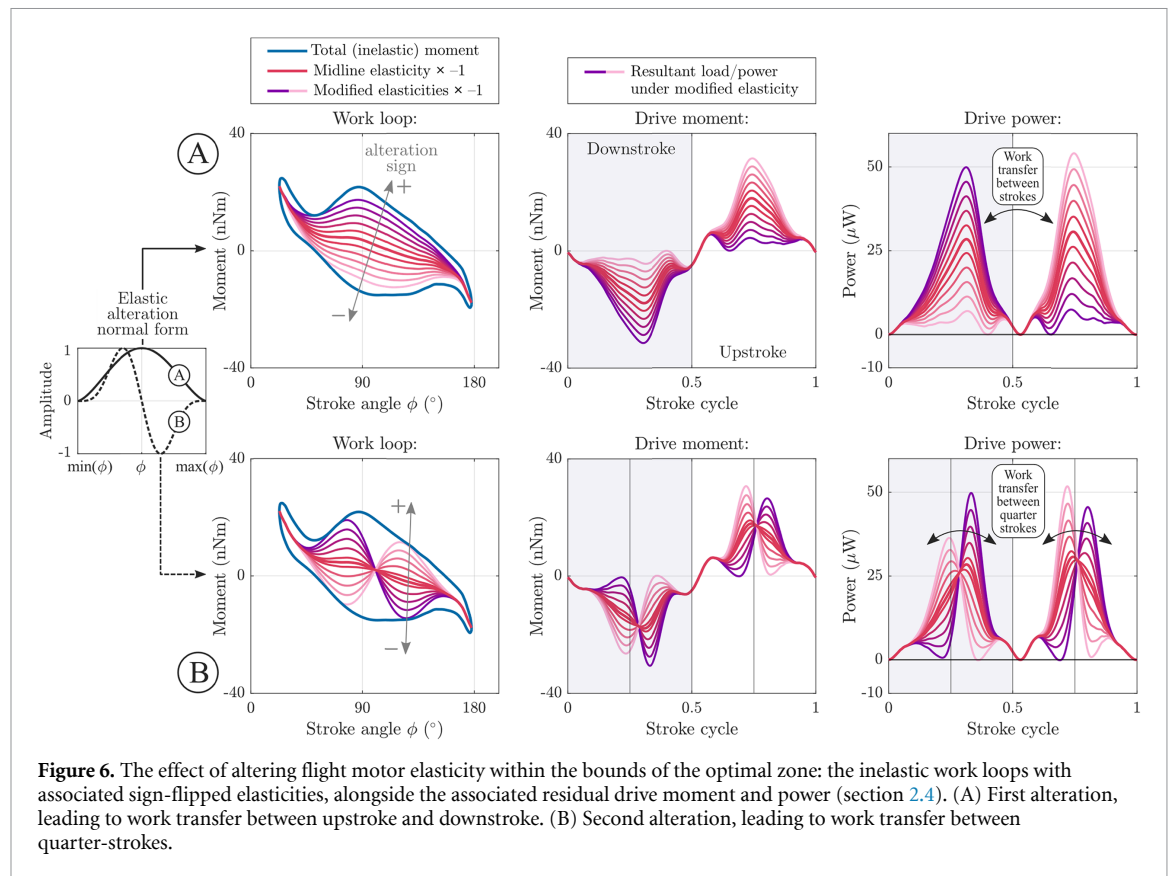 Total (inelastic) moment
Midline elasticity × –1
Modified elasticities × –1
Resultant load/power
under modified elasticity
A
Work loop:
Moment (nNm)
40
0
-40
0
90
180
Stroke angle ϕ (°)
alteration
sign
+
−
Drive moment:
Downstroke
Upstroke
Moment (nNm)
40
0
-40
0
0.5
1
Stroke cycle
Drive power:
Work
transfer
between
strokes
Power (μW)
50
25
0
-10
0
0.5
1
Stroke cycle
Elastic
alteration
normal form
Amplitude
1
0
-1
A
B
min(ϕ)
ϕ
max(ϕ)
B
Work loop:
Moment (nNm)
40
0
-40
0
90
180
Stroke angle ϕ (°)
+
−
Drive moment:
Moment (nNm)
40
0
-40
0
0.5
1
Stroke cycle
Drive power:
Work
transfer
between
quarter
strokes
Power (μW)
50
25
0
-10
0
0.5
1
Stroke cycle
Figure 6. The effect of altering flight motor elasticity within the bounds of the optimal zone: the inelastic work loops with
associated sign-flipped elasticities, alongside the associated residual drive moment and power (section 2.4). (A) First alteration,
leading to work transfer between upstroke and downstroke. (B) Second alteration, leading to work transfer between
quarter-strokes.